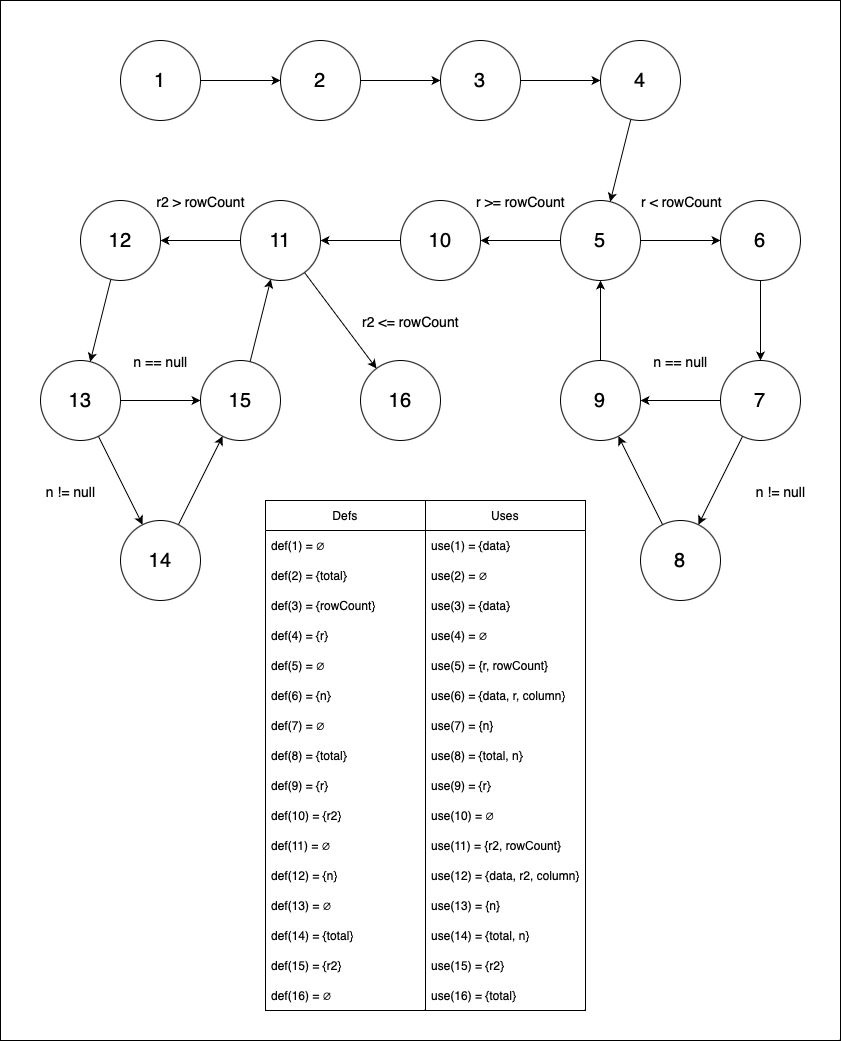 1 2 3 4
r2 > rowCount r >= rowCount r < rowCount
12 11 10 5 6
r2 <= rowCount
n == null n == null
13 15 16 9 7
n != null n != null
14 8
Defs Uses
def(1) = ∅ use(1) = {data}
def(2) = {total} use(2) = ∅
def(3) = {rowCount} use(3) = {data}
def(4) = {r} use(4) = ∅
def(5) = ∅ use(5) = {r, rowCount}
def(6) = {n} use(6) = {data, r, column}
def(7) = ∅ use(7) = {n}
def(8) = {total} use(8) = {total, n}
def(9) = {r} use(9) = {r}
def(10) = {r2} use(10) = ∅
def(11) = ∅ use(11) = {r2, rowCount}
def(12) = {n} use(12) = {data, r2, column}
def(13) = ∅ use(13) = {n}
def(14) = {total} use(14) = {total, n}
def(15) = {r2} use(15) = {r2}
def(16) = ∅ use(16) = {total}